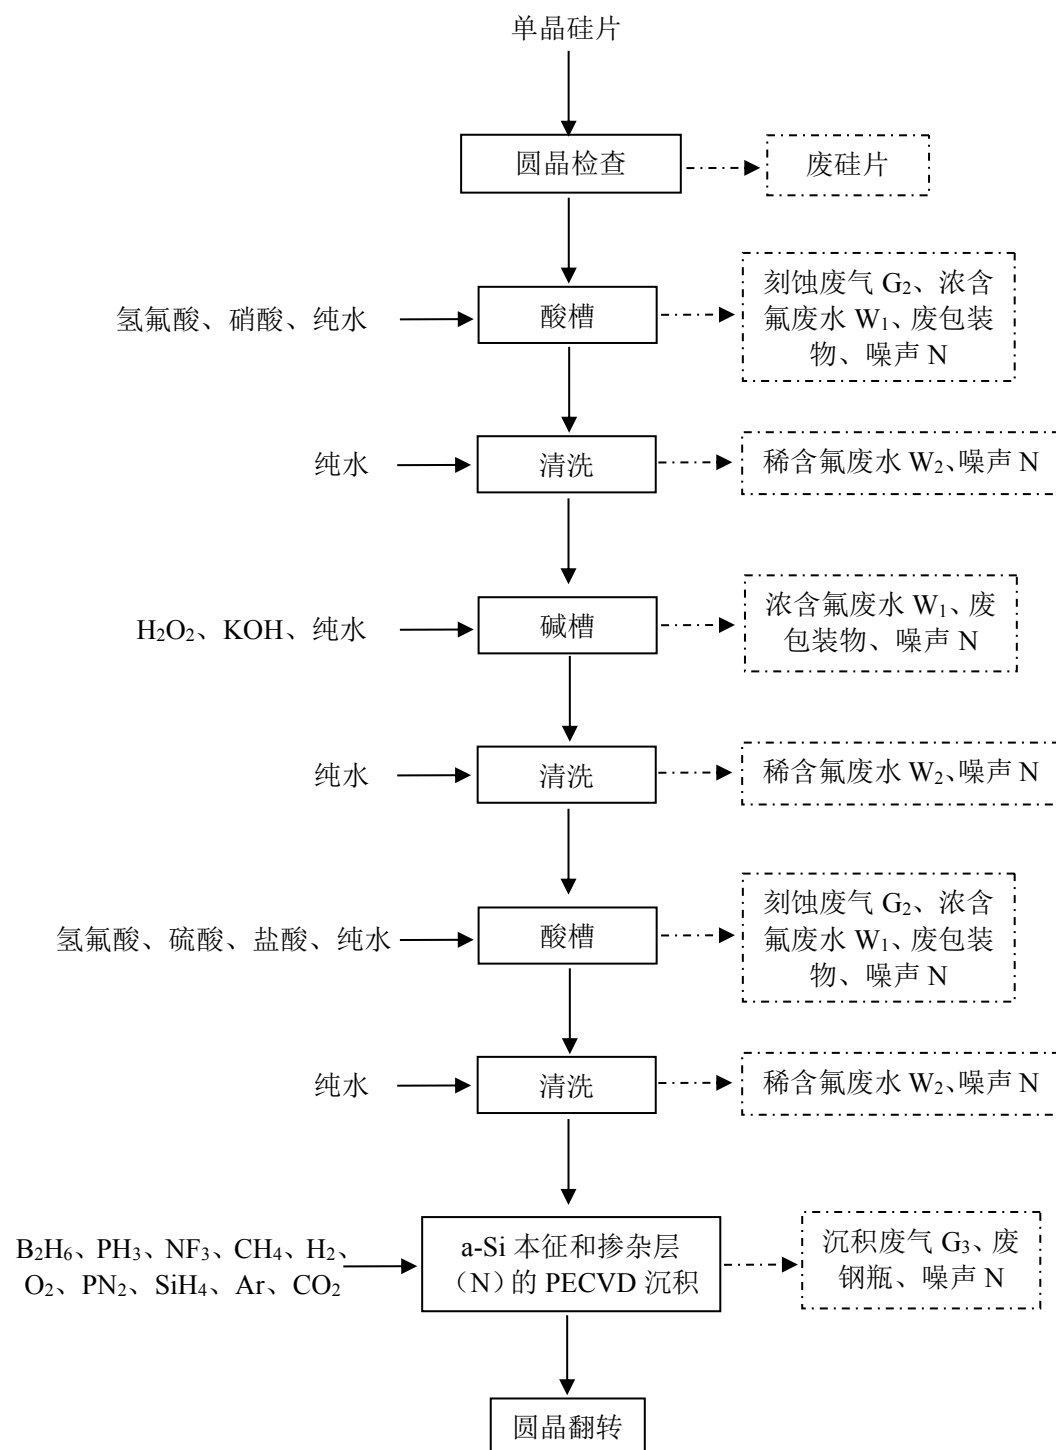 单晶硅片
圆晶检查
废硅片
氢氟酸、硝酸、纯水
酸槽
刻蚀废气 G₂、浓含
氟废水 W₁、废包装
物、噪声 N
纯水
清洗
稀含氟废水 W₂、噪声 N
H₂O₂、KOH、纯水
碱槽
浓含氟废水 W₁、废
包装物、噪声 N
纯水
清洗
稀含氟废水 W₂、噪声 N
氢氟酸、硫酸、盐酸、纯水
酸槽
刻蚀废气 G₂、浓含
氟废水 W₁、废包装
物、噪声 N
纯水
清洗
稀含氟废水 W₂、噪声 N
B₂H₆、PH₃、NF₃、CH₄、H₂、
O₂、PN₂、SiH₄、Ar、CO₂
a-Si 本征和掺杂层
（N）的 PECVD 沉积
沉积废气 G₃、废
钢瓶、噪声 N
圆晶翻转